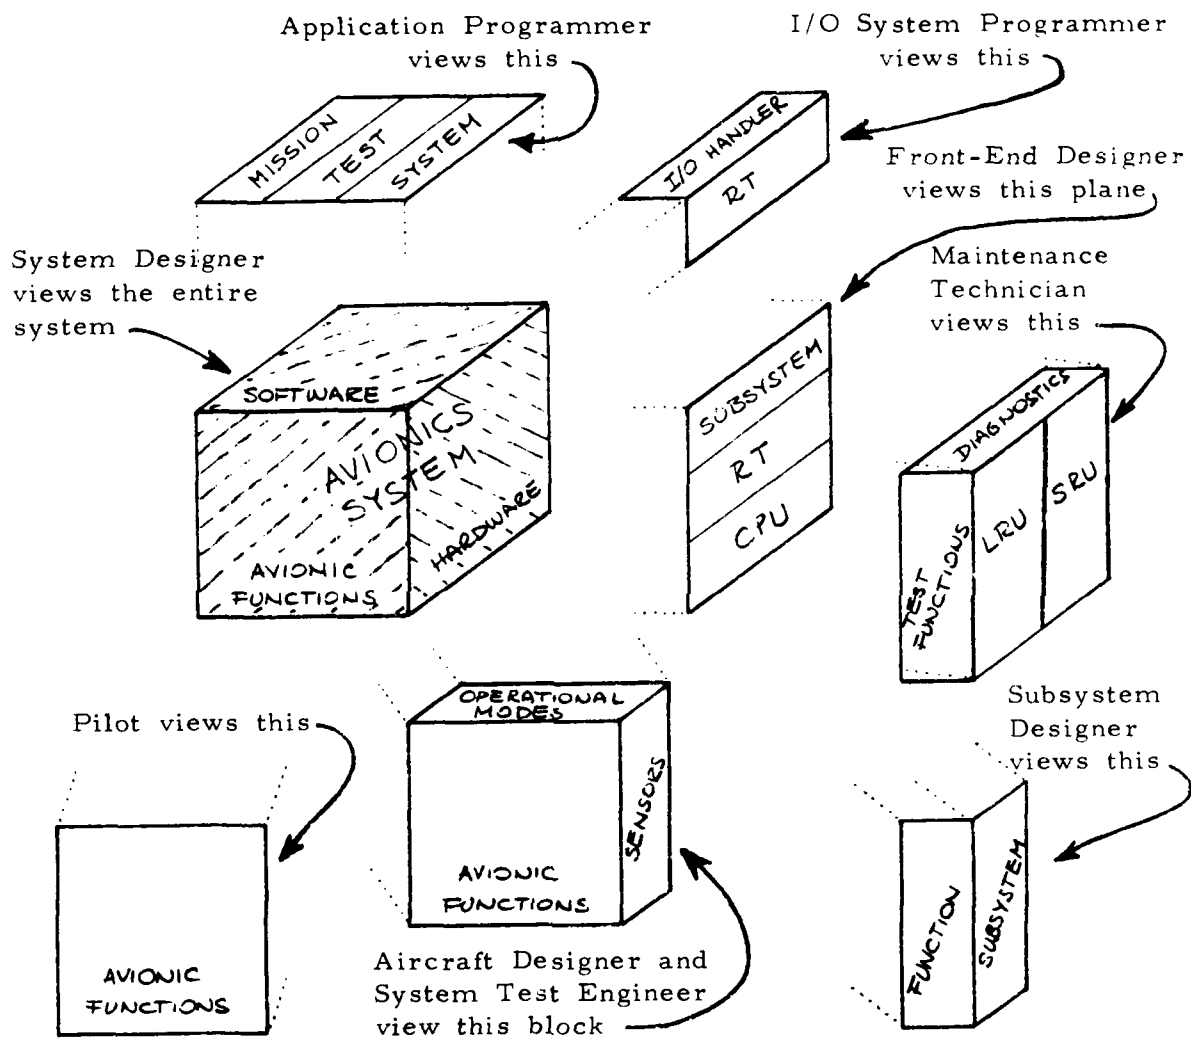 Application Programmer
views this
I/O System Programmer
views this
MISSION
TEST
SYSTEM
I/O HANDLER
RT
Front-End Designer
views this plane
System Designer
views the entire
system
Maintenance
Technician
views this
SOFTWARE
AVIONICS
SYSTEM
HARDWARE
AVIONIC
FUNCTIONS
SUBSYSTEM
RT
CPU
DIAGNOSTICS
TEST
FUNCTIONS
LRU
SRU
Pilot views this
AVIONIC
FUNCTIONS
OPERATIONAL
MODES
SENSORS
AVIONIC
FUNCTIONS
Aircraft Designer and
System Test Engineer
view this block
Subsystem
Designer
views this
FUNCTION
SUBSYSTEM